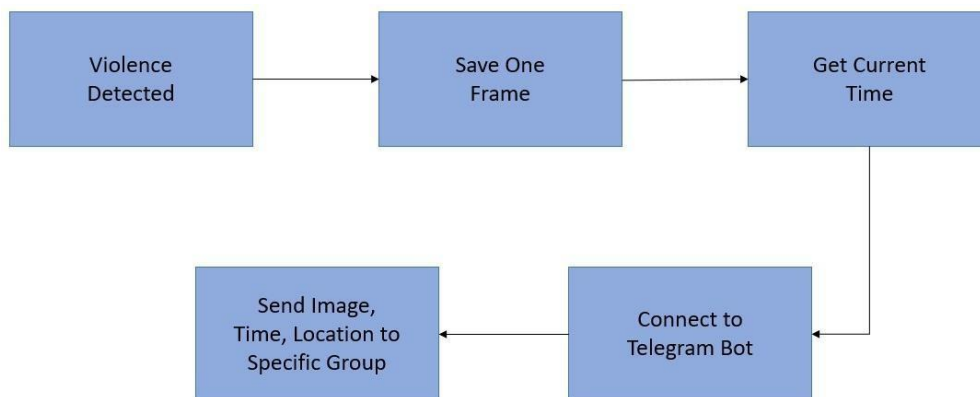 Violence
Detected
Save One
Frame
Get Current
Time
Connect to
Telegram Bot
Send Image,
Time, Location to
Specific Group